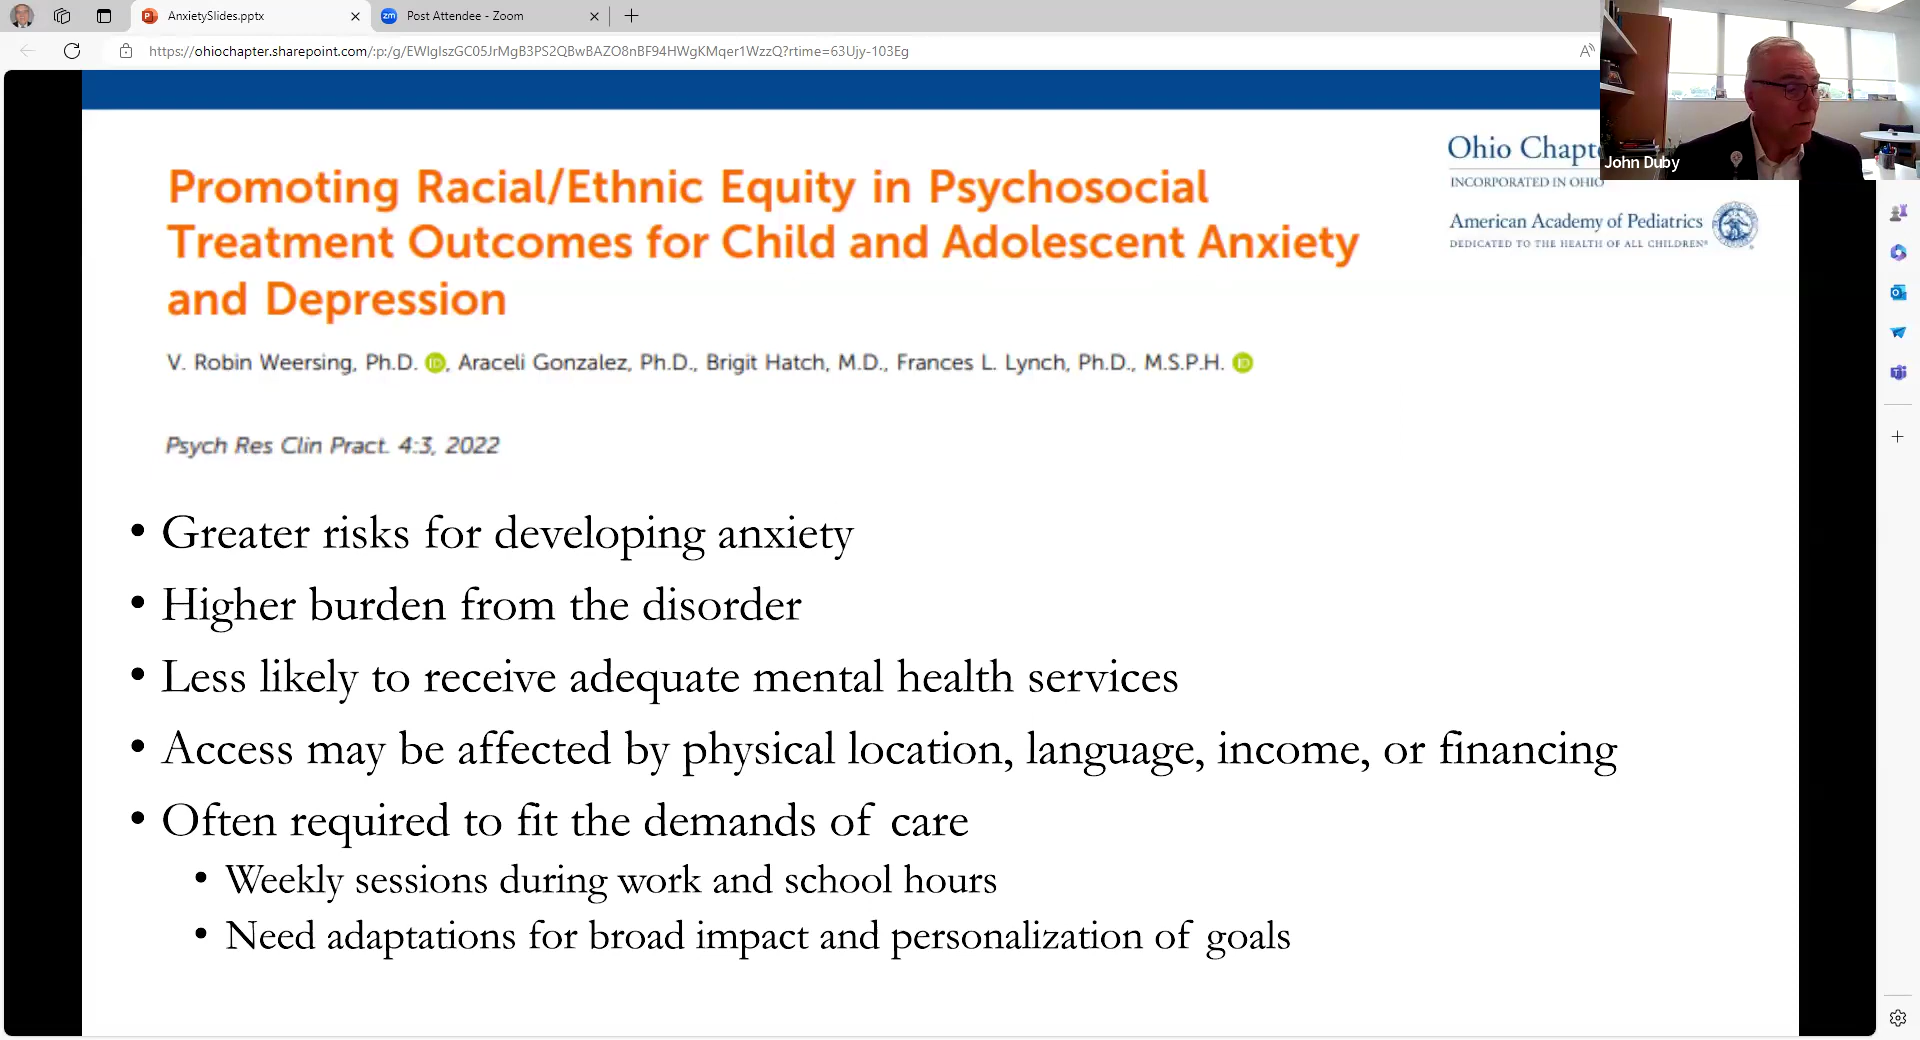 AnxietySlides.pptx
Post Attendee - Zoom
https://ohiochapter.sharepoint.com/:p:/g/EWIgIszGC05JrMgB3PS2QBwBAZO8nBF94HWgKMqer1WzzQ?rtime=63Ujy-103Eg
John Duby
Ohio Chapt
INCORPORATED IN OHIO
American Academy of Pediatrics
DEDICATED TO THE HEALTH OF ALL CHILDREN®
Promoting Racial/Ethnic Equity in Psychosocial
Treatment Outcomes for Child and Adolescent Anxiety
and Depression
V. Robin Weersing, Ph.D. iD, Araceli Gonzalez, Ph.D., Brigit Hatch, M.D., Frances L. Lynch, Ph.D., M.S.P.H. iD
Psych Res Clin Pract. 4:3, 2022
• Greater risks for developing anxiety
• Higher burden from the disorder
• Less likely to receive adequate mental health services
• Access may be affected by physical location, language, income, or financing
• Often required to fit the demands of care
• Weekly sessions during work and school hours
• Need adaptations for broad impact and personalization of goals